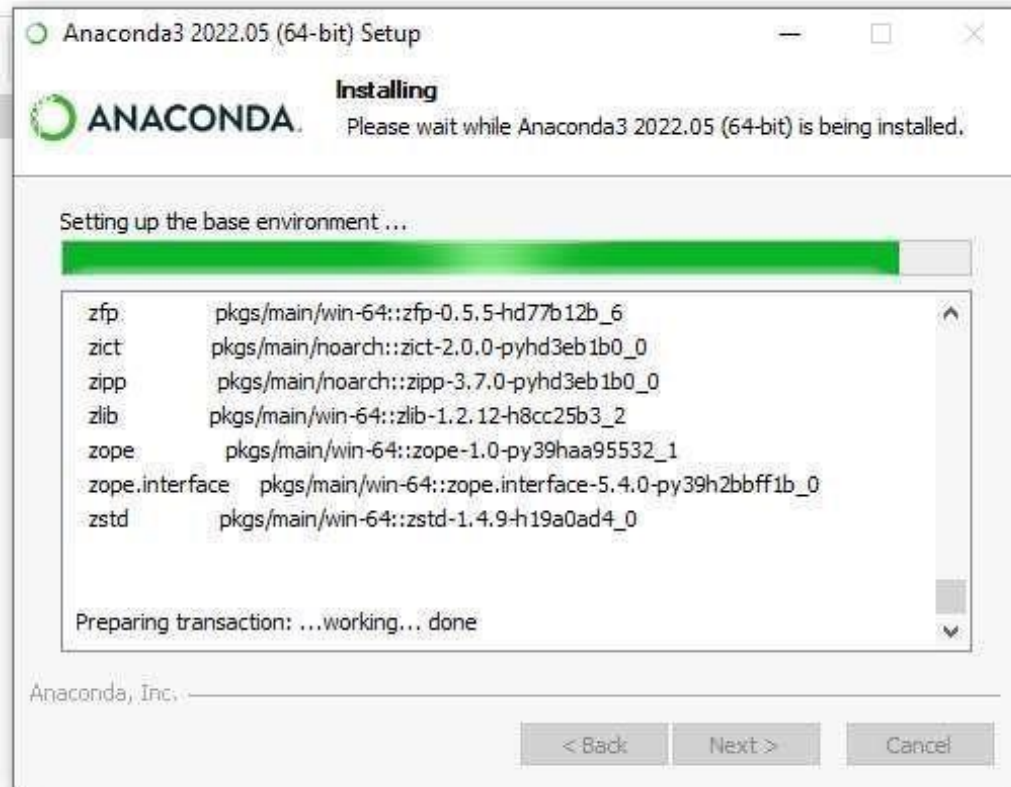 Anaconda3 2022.05 (64-bit) Setup
Installing
ANACONDA.
Please wait while Anaconda3 2022.05 (64-bit) is being installed.
Setting up the base environment ...
zfp pkgs/main/win-64::zfp-0.5.5-hd77b12b_6
zict pkgs/main/noarch::zict-2.0.0-pyhd3eb1b0_0
zipp pkgs/main/noarch::zipp-3.7.0-pyhd3eb1b0_0
zlib pkgs/main/win-64::zlib-1.2.12-h8cc25b3_2
zope pkgs/main/win-64::zope-1.0-py39haa95532_1
zope.interface pkgs/main/win-64::zope.interface-5.4.0-py39h2bbff1b_0
zstd pkgs/main/win-64::zstd-1.4.9-h19a0ad4_0
Preparing transaction: ...working... done
Anaconda, Inc.
< Back Next > Cancel